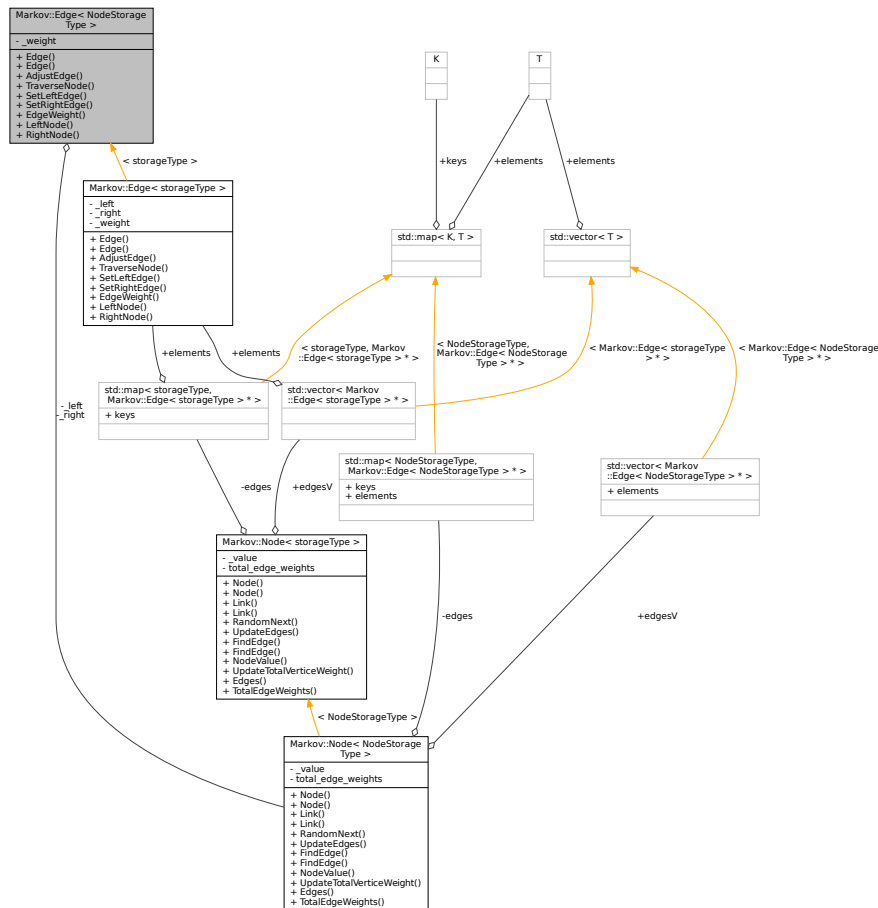 Markov::Edge< NodeStorage
Type >
- _weight
+ Edge()
+ Edge()
+ AdjustEdge()
+ TraverseNode()
+ SetLeftEdge()
+ SetRightEdge()
+ EdgeWeight()
+ LeftNode()
+ RightNode()
K
T
< storageType >
+keys
+elements
+elements
Markov::Edge< storageType >
- _left
- _right
- _weight
+ Edge()
+ Edge()
+ AdjustEdge()
+ TraverseNode()
+ SetLeftEdge()
+ SetRightEdge()
+ EdgeWeight()
+ LeftNode()
+ RightNode()
std::map< K, T >
std::vector< T >
+elements
+elements
< storageType, Markov
::Edge< storageType > * >
< NodeStorageType,
Markov::Edge< NodeStorage
Type > * >
< Markov::Edge< storageType
> * >
< Markov::Edge< NodeStorage
Type > * >
-_left
-_right
std::map< storageType,
Markov::Edge< storageType > * >
+ keys
std::vector< Markov
::Edge< storageType > * >
std::map< NodeStorageType,
Markov::Edge< NodeStorageType > * >
+ keys
+ elements
std::vector< Markov
::Edge< NodeStorageType > * >
+ elements
-edges
+edgesV
Markov::Node< storageType >
- _value
- total_edge_weights
+ Node()
+ Node()
+ Link()
+ Link()
+ RandomNext()
+ UpdateEdges()
+ FindEdge()
+ FindEdge()
+ NodeValue()
+ UpdateTotalVerticeWeight()
+ Edges()
+ TotalEdgeWeights()
-edges
+edgesV
< NodeStorageType >
Markov::Node< NodeStorage
Type >
- _value
- total_edge_weights
+ Node()
+ Node()
+ Link()
+ Link()
+ RandomNext()
+ UpdateEdges()
+ FindEdge()
+ FindEdge()
+ NodeValue()
+ UpdateTotalVerticeWeight()
+ Edges()
+ TotalEdgeWeights()